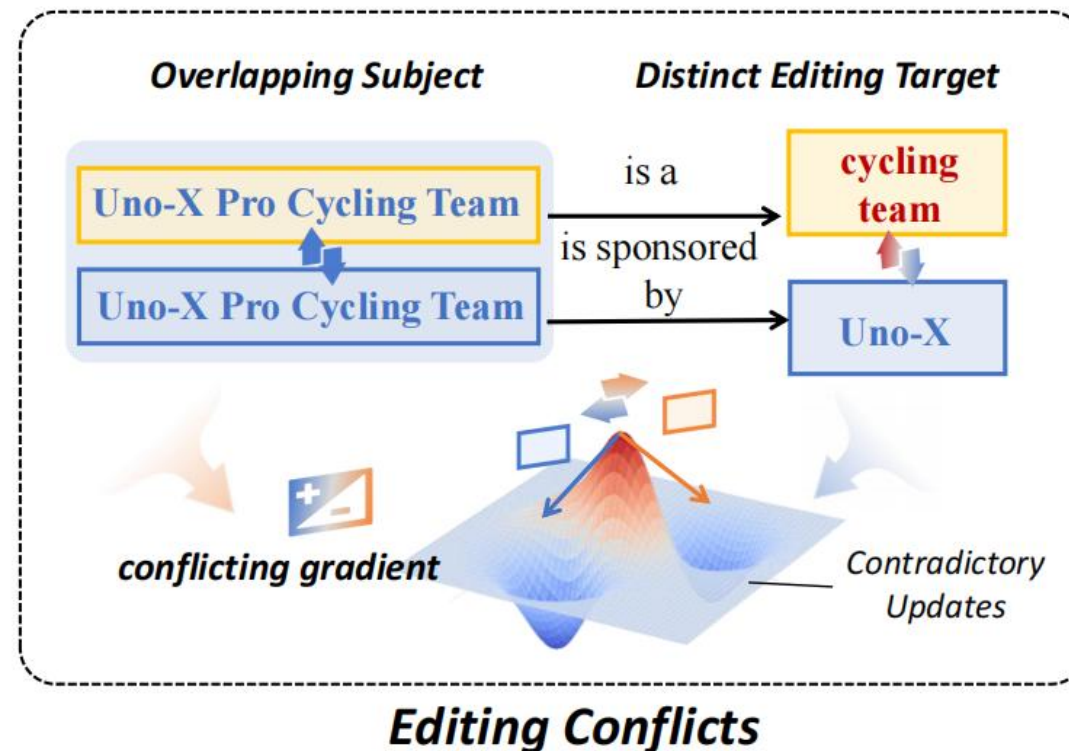 Overlapping Subject
Distinct Editing Target
Uno-X Pro Cycling Team
is a
cycling
team
is sponsored
by
Uno-X Pro Cycling Team
Uno-X
conflicting gradient
Contradictory
Updates
Editing Conflicts